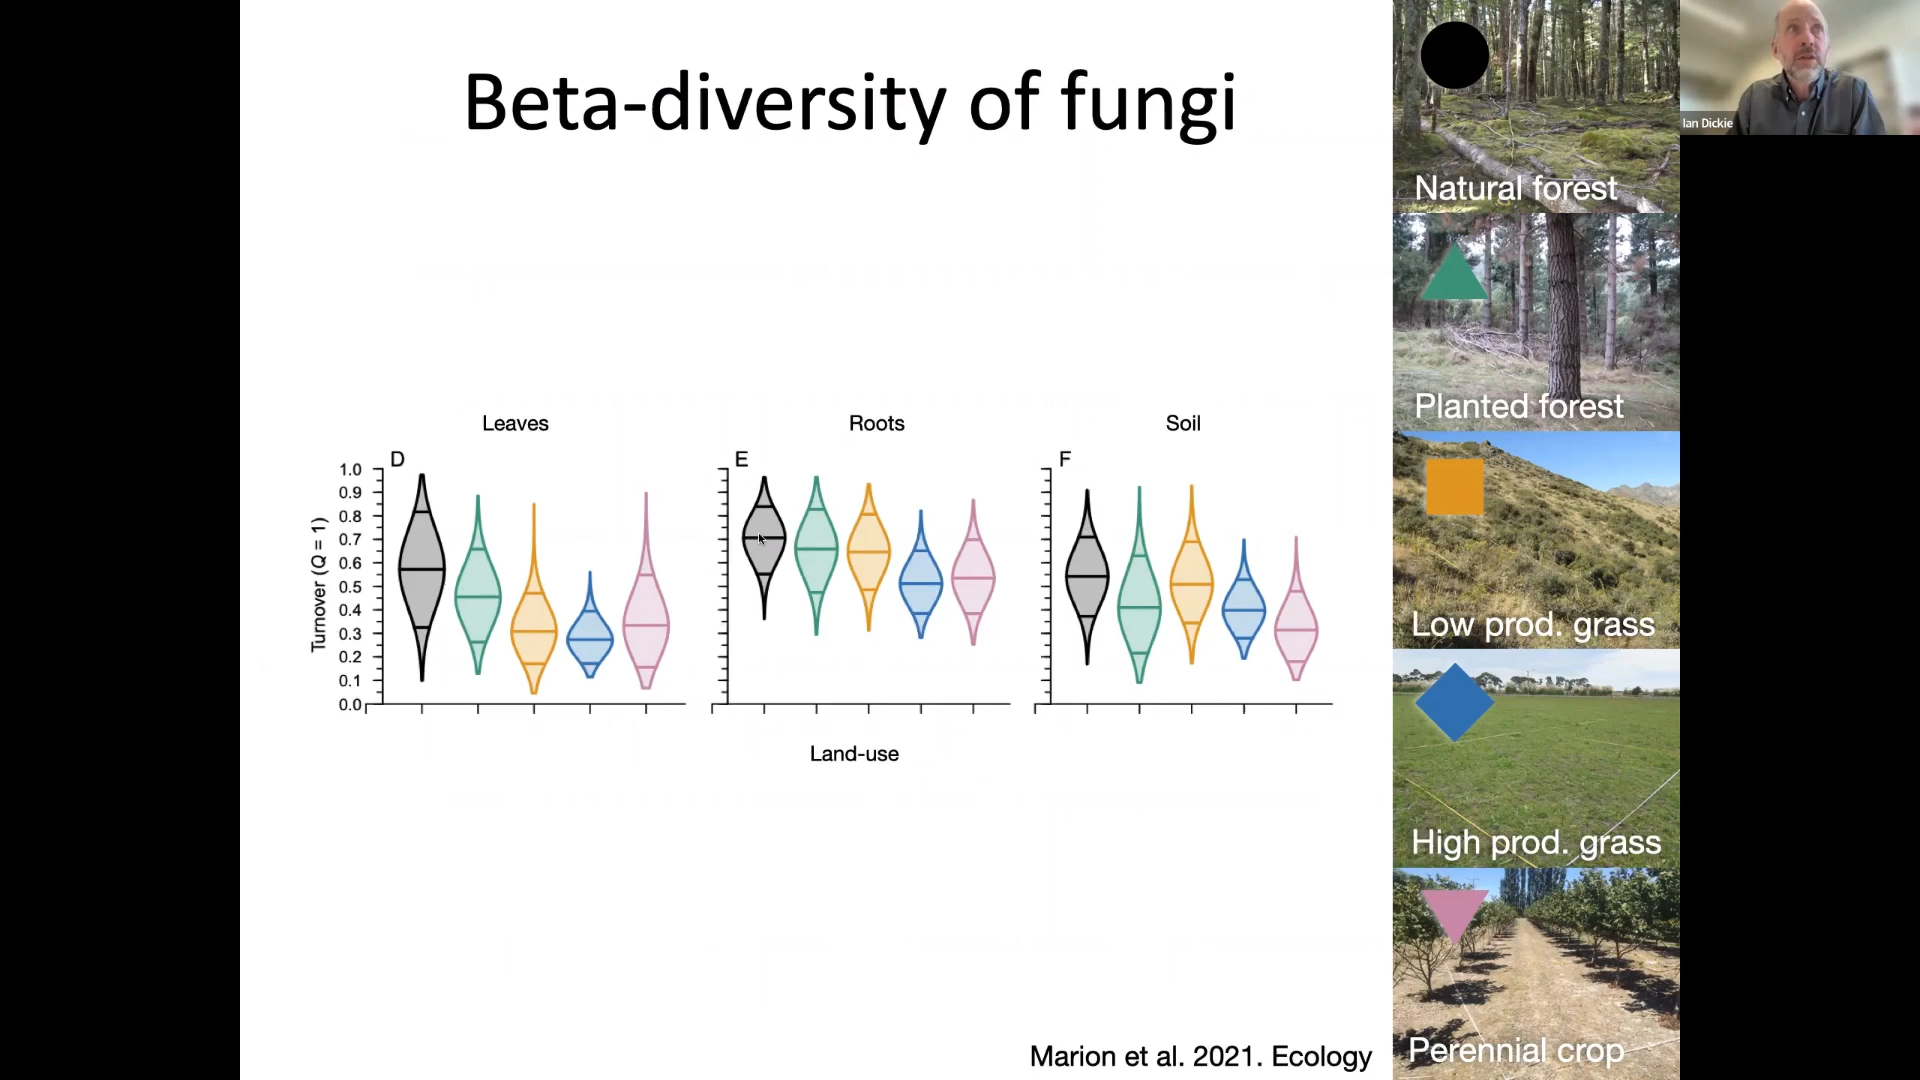 Beta-diversity of fungi
Leaves
Roots
Soil
D
E
F
1.0
0.9
0.8
0.7
0.6
0.5
0.4
0.3
0.2
0.1
0.0
Turnover (Q = 1)
Land-use
Marion et al. 2021. Ecology
Natural forest
Planted forest
Low prod. grass
High prod. grass
Perennial crop
Ian Dickie